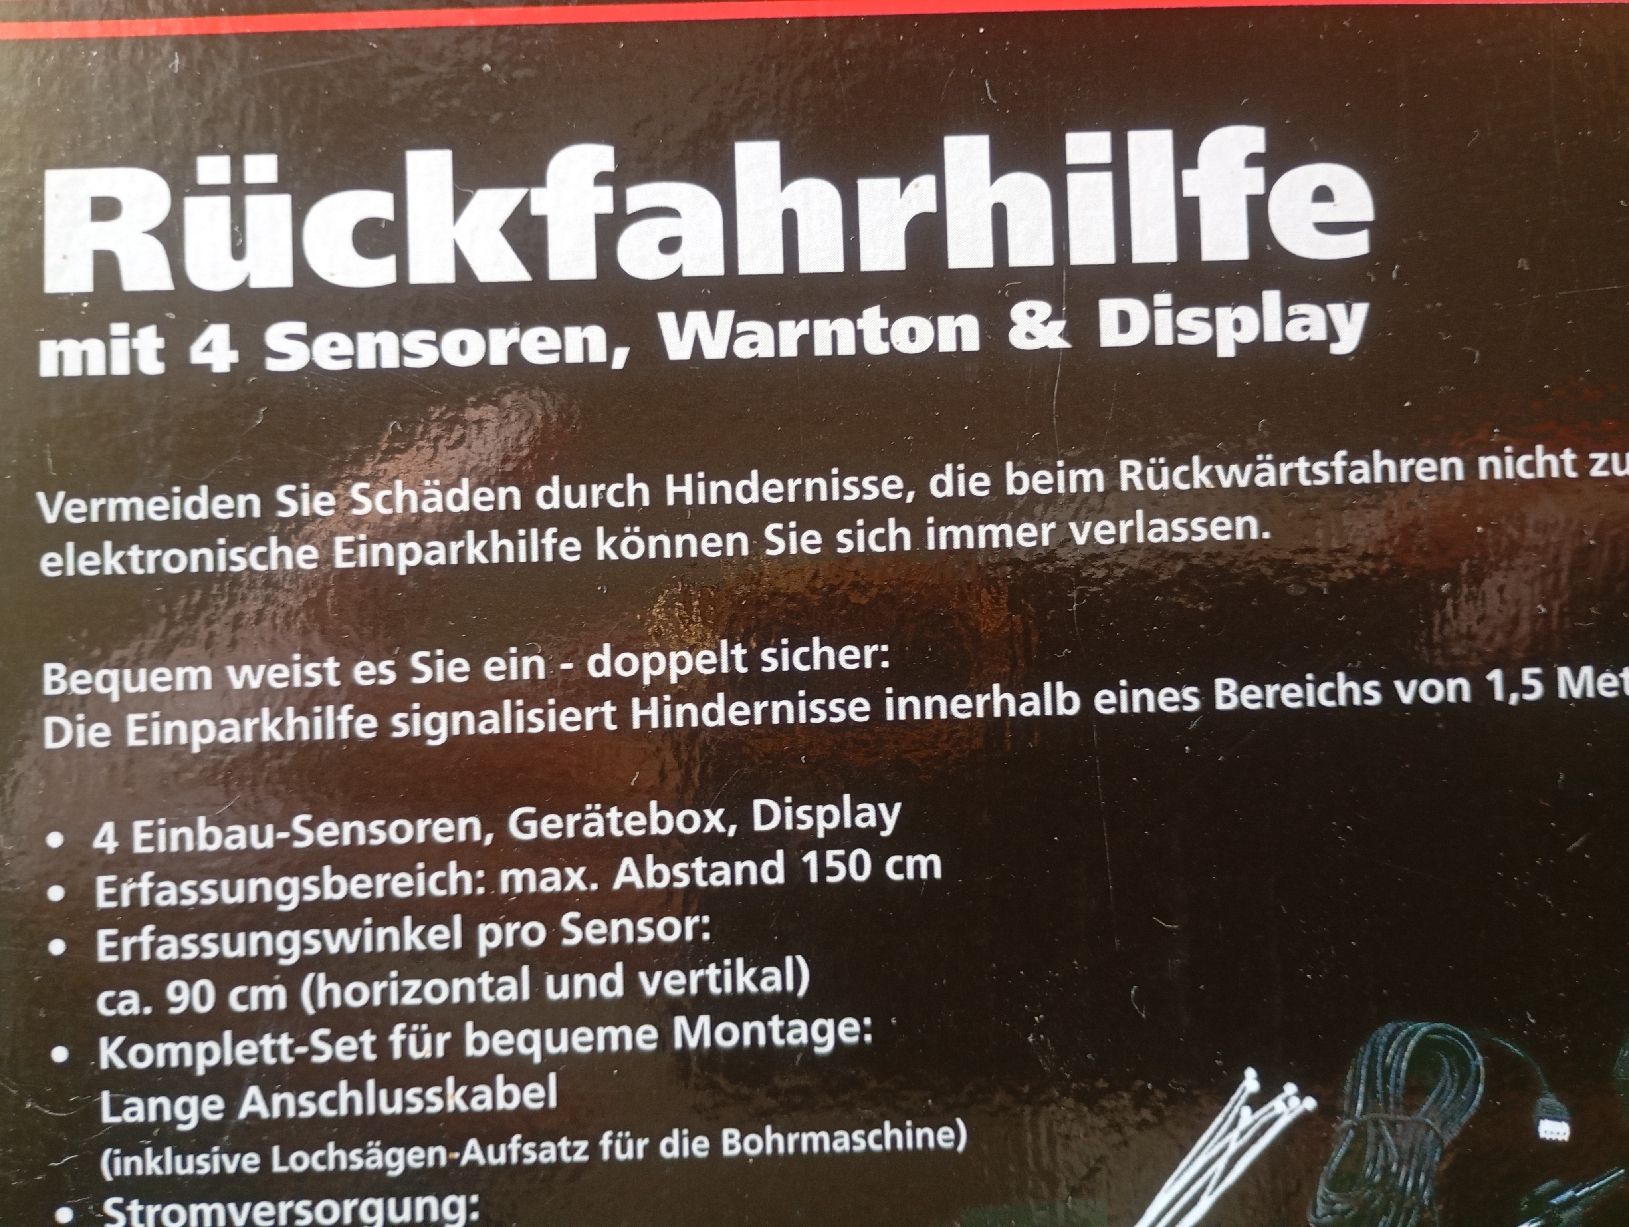 Rückfahrhilfe
mit 4 Sensoren, Warnton & Display
Vermeiden Sie Schäden durch Hindernisse, die beim Rückwärtsfahren nicht zu
elektronische Einparkhilfe können Sie sich immer verlassen.
Bequem weist es Sie ein - doppelt sicher:
Die Einparkhilfe signalisiert Hindernisse innerhalb eines Bereichs von 1,5 Met
• 4 Einbau-Sensoren, Gerätebox, Display
• Erfassungsbereich: max. Abstand 150 cm
• Erfassungswinkel pro Sensor:
ca. 90 cm (horizontal und vertikal)
• Komplett-Set für bequeme Montage:
Lange Anschlusskabel
(inklusive Lochsägen-Aufsatz für die Bohrmaschine)
• Stromversorgung: